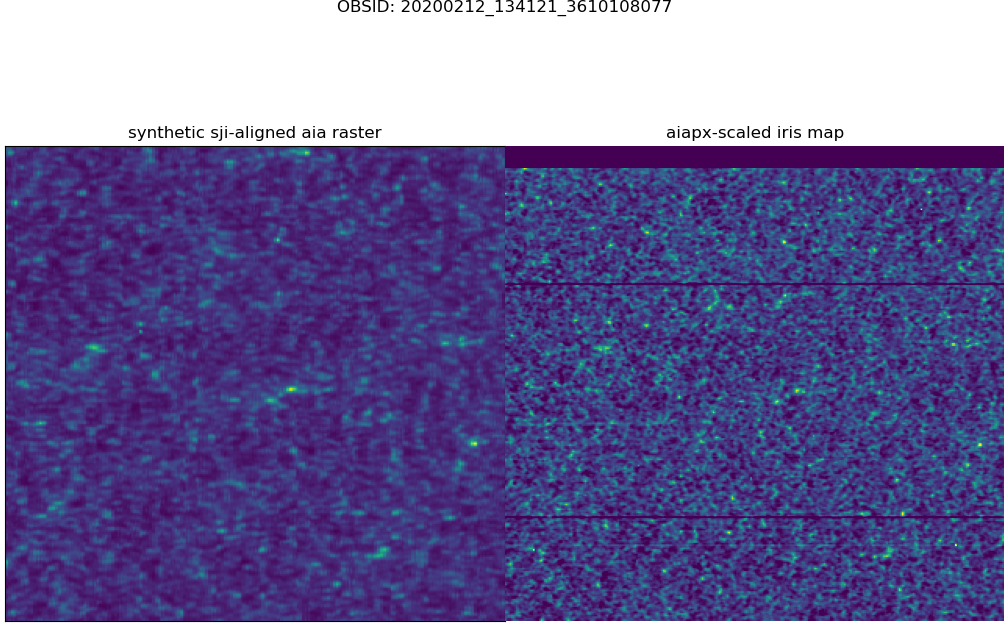 OBSID: 20200212_134121_3610108077
synthetic sji-aligned aia raster
aiapx-scaled iris map